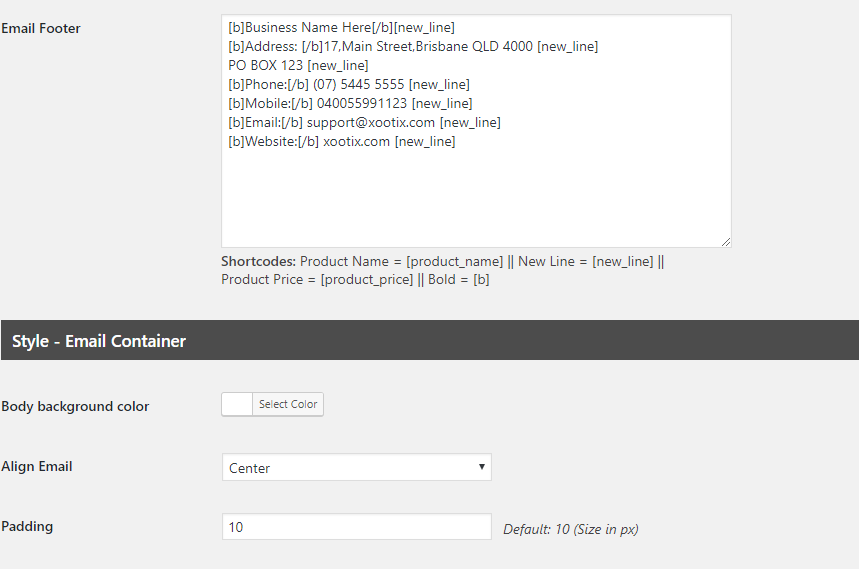 Email Footer
[b]Business Name Here[/b][new_line]
[b]Address: [/b]17,Main Street,Brisbane QLD 4000 [new_line]
PO BOX 123 [new_line]
[b]Phone:[/b] (07) 5445 5555 [new_line]
[b]Mobile:[/b] 040055991123 [new_line]
[b]Email:[/b] support@xootix.com [new_line]
[b]Website:[/b] xootix.com [new_line]
Shortcodes: Product Name = [product_name] || New Line = [new_line] ||
Product Price = [product_price] || Bold = [b]
Style - Email Container
Body background color
Select Color
Align Email
Center
Padding
10
Default: 10 (Size in px)